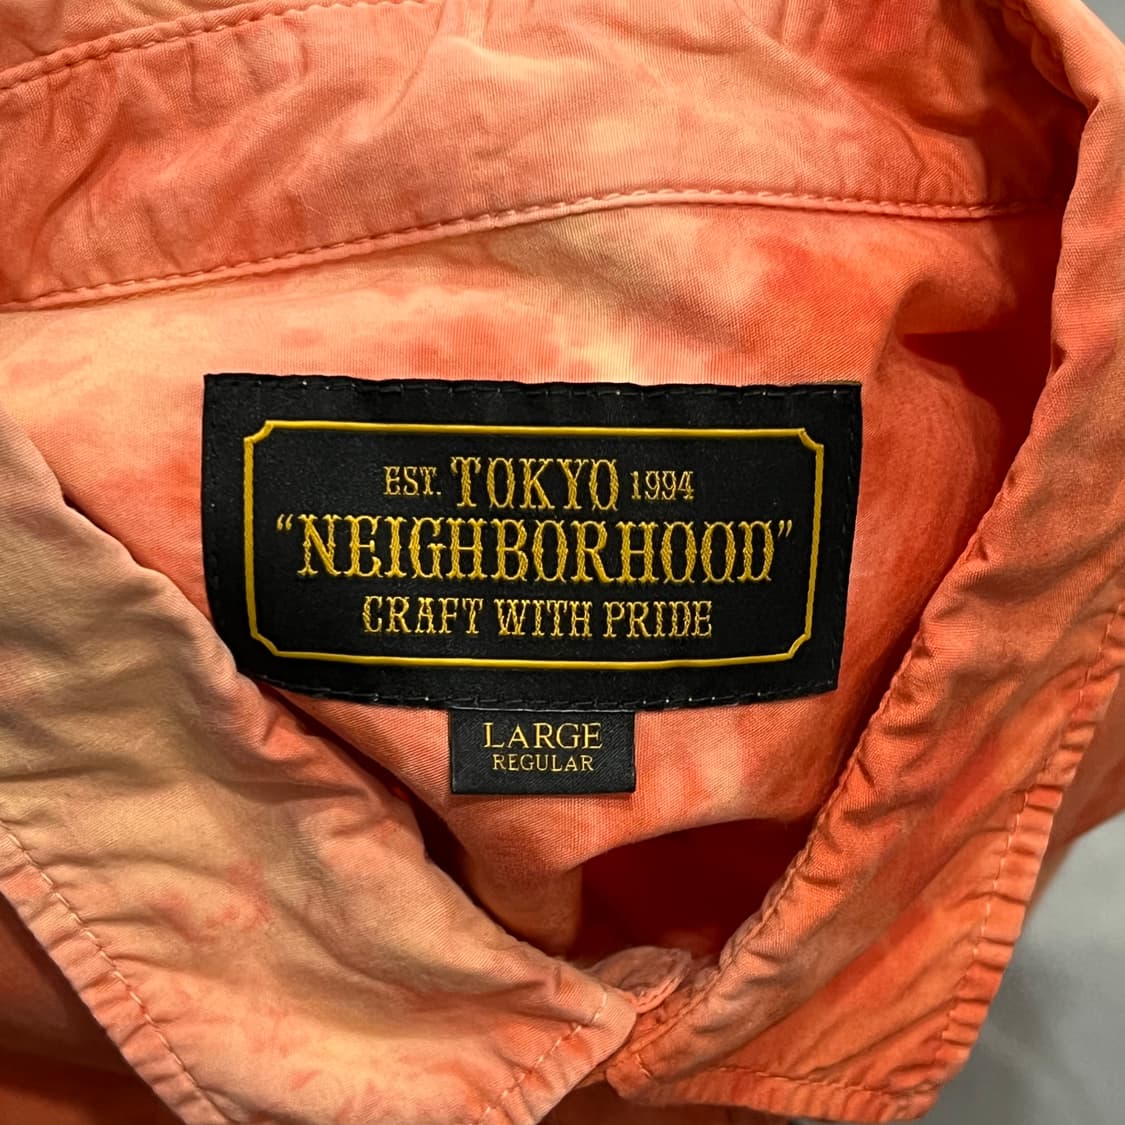 EST. TOKYO 1994
“NEIGHBORHOOD”
CRAFT WITH PRIDE
LARGE
REGULAR